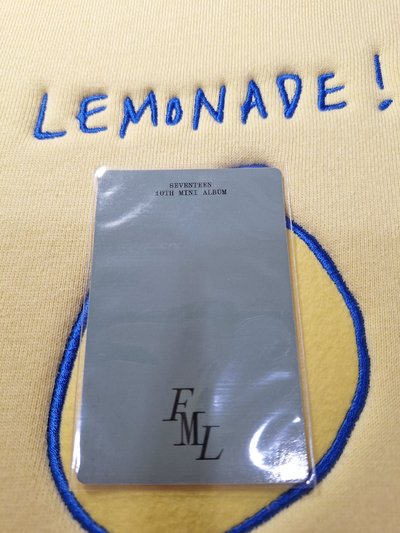 LEMONADE!
SEVENTEEN
10TH MINI ALBUM
FML